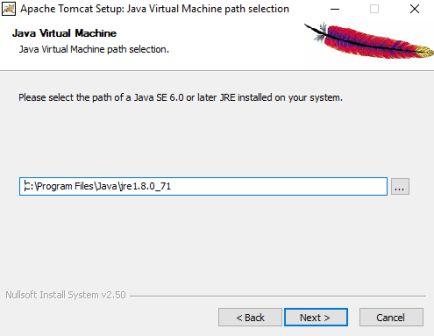 Apache Tomcat Setup: Java Virtual Machine path selection
Java Virtual Machine
Java Virtual Machine path selection.
Please select the path of a Java SE 6.0 or later JRE installed on your system.
C:\Program Files\Java\jre1.8.0_71
...
Nullsoft Install System v2.50
< Back
Next >
Cancel